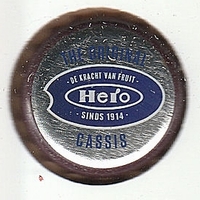 · DE KRACHT VAN FRUIT ·
Hero
· SINDS 1914 ·
CASSIS